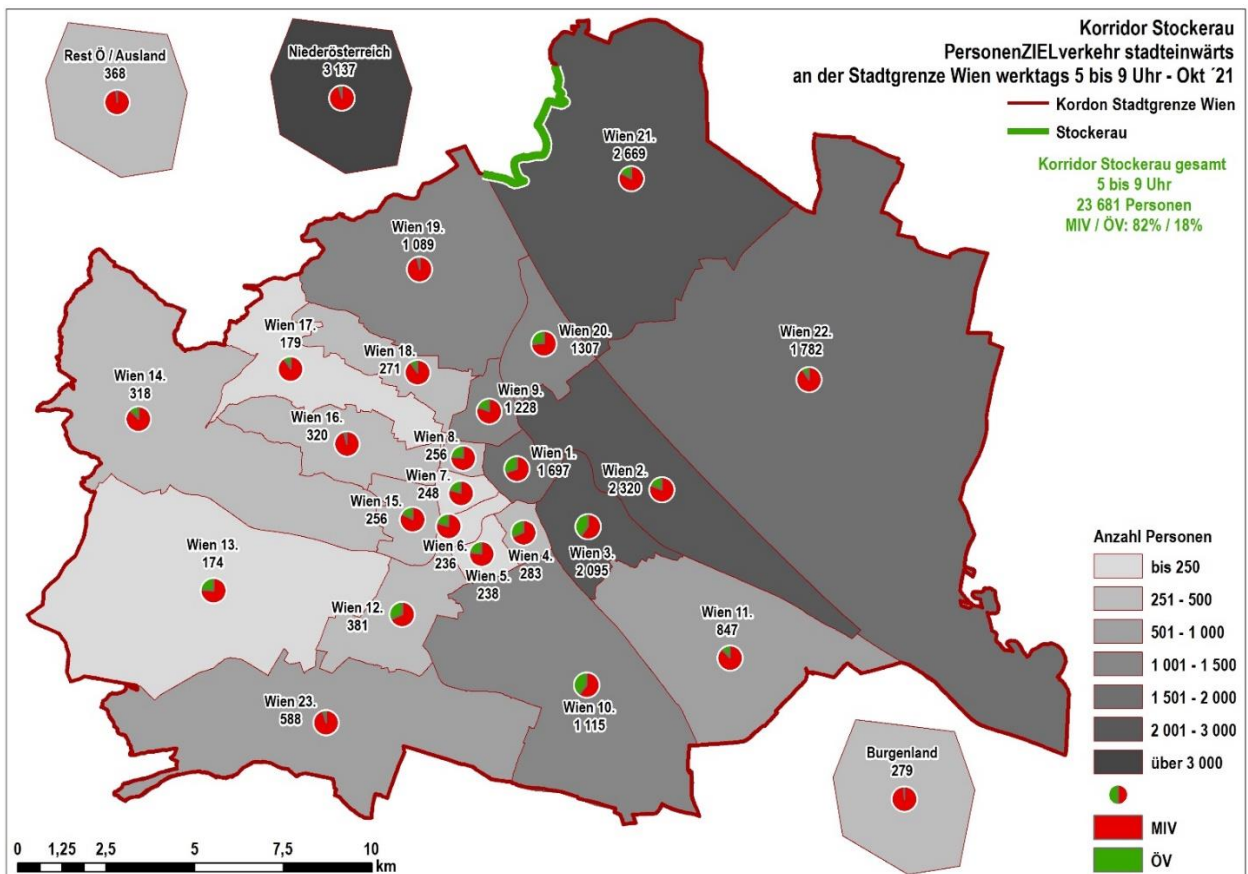 Korridor Stockerau
PersonenZIELverkehr stadteinwärts
an der Stadtgrenze Wien werktags 5 bis 9 Uhr - Okt ´21
Kordon Stadtgrenze Wien
Stockerau
Korridor Stockerau gesamt
5 bis 9 Uhr
23 681 Personen
MIV / ÖV: 82% / 18%
Rest Ö / Ausland
368
Niederösterreich
3 137
Wien 21.
2 669
Wien 19.
1 089
Wien 20.
1307
Wien 22.
1 782
Wien 17.
179
Wien 18.
271
Wien 14.
318
Wien 9.
1 228
Wien 16.
320
Wien 8.
256
Wien 1.
1 697
Wien 2.
2 320
Wien 7.
248
Wien 15.
256
Wien 6.
236
Wien 5.
238
Wien 4.
283
Wien 3.
2 095
Wien 13.
174
Wien 12.
381
Wien 11.
847
Wien 23.
588
Wien 10.
1 115
Burgenland
279
Anzahl Personen
bis 250
251 - 500
501 - 1 000
1 001 - 1 500
1 501 - 2 000
2 001 - 3 000
über 3 000
MIV
ÖV
0 1,25 2,5 5 7,5 10
km